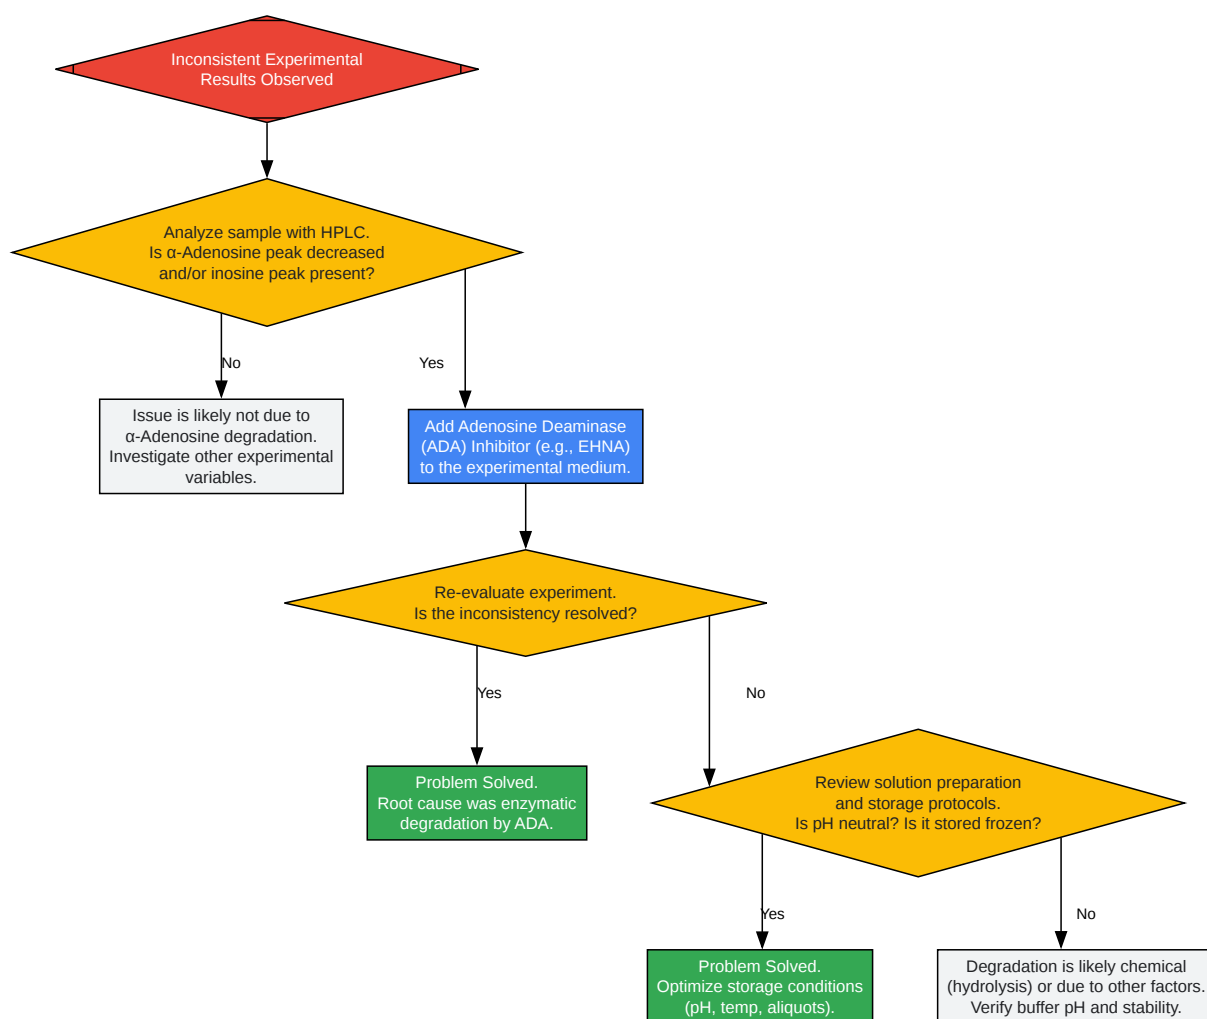 Inconsistent Experimental
Results Observed
Analyze sample with HPLC.
Is α-Adenosine peak decreased
and/or inosine peak present?
No
Yes
Issue is likely not due to
α-Adenosine degradation.
Investigate other experimental
variables.
Add Adenosine Deaminase
(ADA) Inhibitor (e.g., EHNA)
to the experimental medium.
Re-evaluate experiment.
Is the inconsistency resolved?
Yes
No
Problem Solved.
Root cause was enzymatic
degradation by ADA.
Review solution preparation
and storage protocols.
Is pH neutral? Is it stored frozen?
Yes
No
Problem Solved.
Optimize storage conditions
(pH, temp, aliquots).
Degradation is likely chemical
(hydrolysis) or due to other factors.
Verify buffer pH and stability.